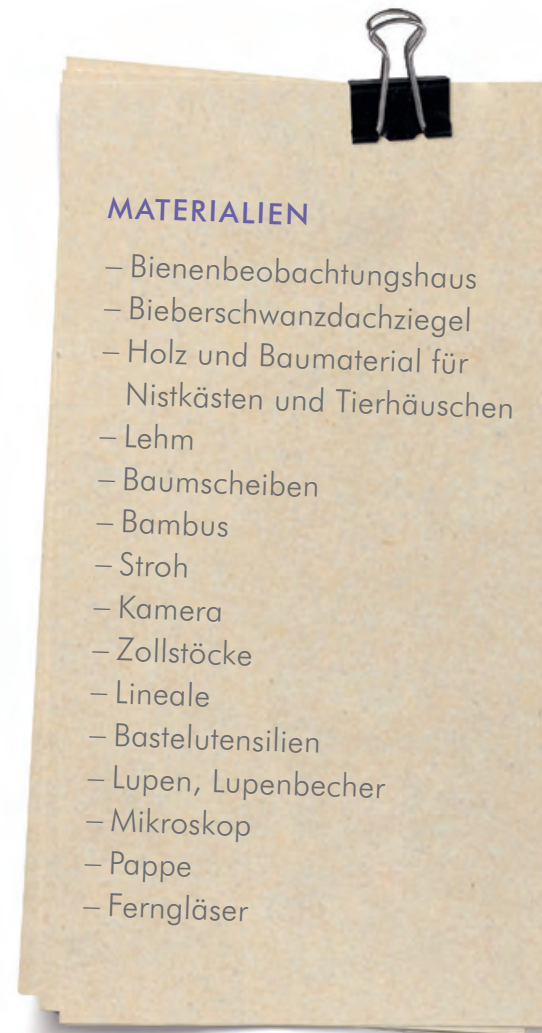 MATERIALIEN
– Bienenbeobachtungshaus
– Bieberschwanzdachziegel
– Holz und Baumaterial für
Nistkästen und Tierhäuschen
– Lehm
– Baumscheiben
– Bambus
– Stroh
– Kamera
– Zollstöcke
– Lineale
– Bastelutensilien
– Lupen, Lupenbecher
– Mikroskop
– Pappe
– Ferngläser